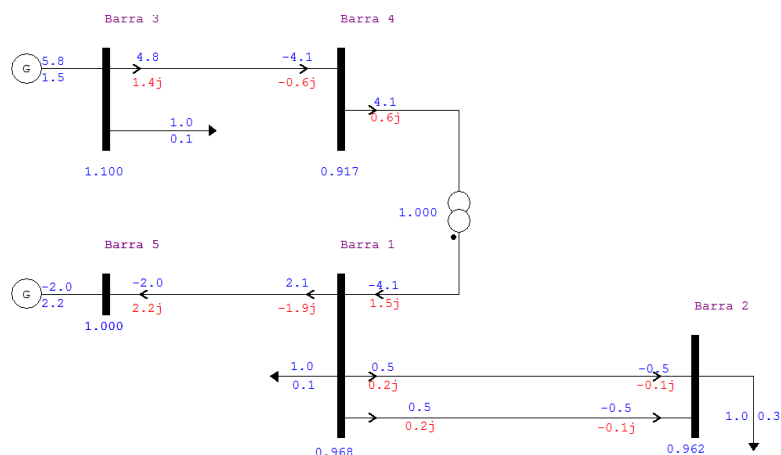 Barra 3
Barra 4
G
5.8
1.5
4.8
1.4j
-4.1
-0.6j
1.0
0.1
4.1
0.6j
1.100
0.917
1.000
Barra 5
Barra 1
G
-2.0
2.2
-2.0
2.2j
2.1
-1.9j
-4.1
1.5j
1.000
Barra 2
1.0
0.1
0.5
0.2j
-0.5
-0.1j
0.5
0.2j
-0.5
-0.1j
1.0
0.3
0.968
0.962